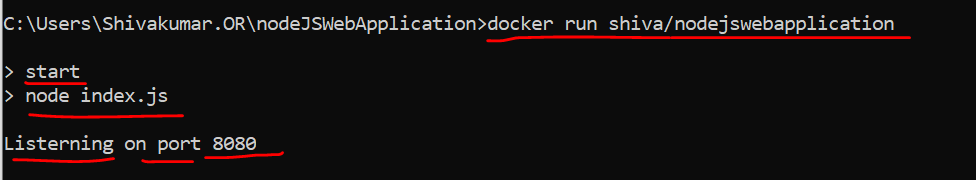 C:\Users\Shivakumar.OR\nodeJSWebApplication>docker run shiva/nodejswebapplication
> start
> node index.js
Listerning on port 8080